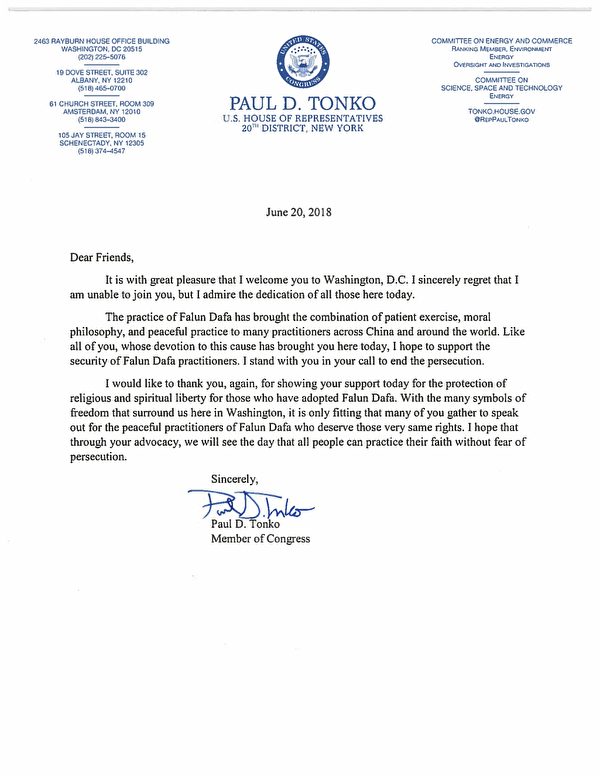 2463 RAYBURN HOUSE OFFICE BUILDING
WASHINGTON, DC 20515
(202) 225–5076
19 DOVE STREET, SUITE 302
ALBANY, NY 12210
(518) 465–0700
61 CHURCH STREET, ROOM 309
AMSTERDAM, NY 12010
(518) 843–3400
105 JAY STREET, ROOM 15
SCHENECTADY, NY 12305
(518) 374–4547
UNITED STATES
CONGRESS
PAUL D. TONKO
U.S. HOUSE OF REPRESENTATIVES
20TH DISTRICT, NEW YORK
COMMITTEE ON ENERGY AND COMMERCE
RANKING MEMBER, ENVIRONMENT
ENERGY
OVERSIGHT AND INVESTIGATIONS
COMMITTEE ON
SCIENCE, SPACE AND TECHNOLOGY
ENERGY
TONKO.HOUSE.GOV
@REPPAULTONKO
June 20, 2018
Dear Friends,
It is with great pleasure that I welcome you to Washington, D.C. I sincerely regret that I
am unable to join you, but I admire the dedication of all those here today.
The practice of Falun Dafa has brought the combination of patient exercise, moral
philosophy, and peaceful practice to many practitioners across China and around the world. Like
all of you, whose devotion to this cause has brought you here today, I hope to support the
security of Falun Dafa practitioners. I stand with you in your call to end the persecution.
I would like to thank you, again, for showing your support today for the protection of
religious and spiritual liberty for those who have adopted Falun Dafa. With the many symbols of
freedom that surround us here in Washington, it is only fitting that many of you gather to speak
out for the peaceful practitioners of Falun Dafa who deserve those very same rights. I hope that
through your advocacy, we will see the day that all people can practice their faith without fear of
persecution.
Sincerely,
Paul D. Tonko
Paul D. Tonko
Member of Congress